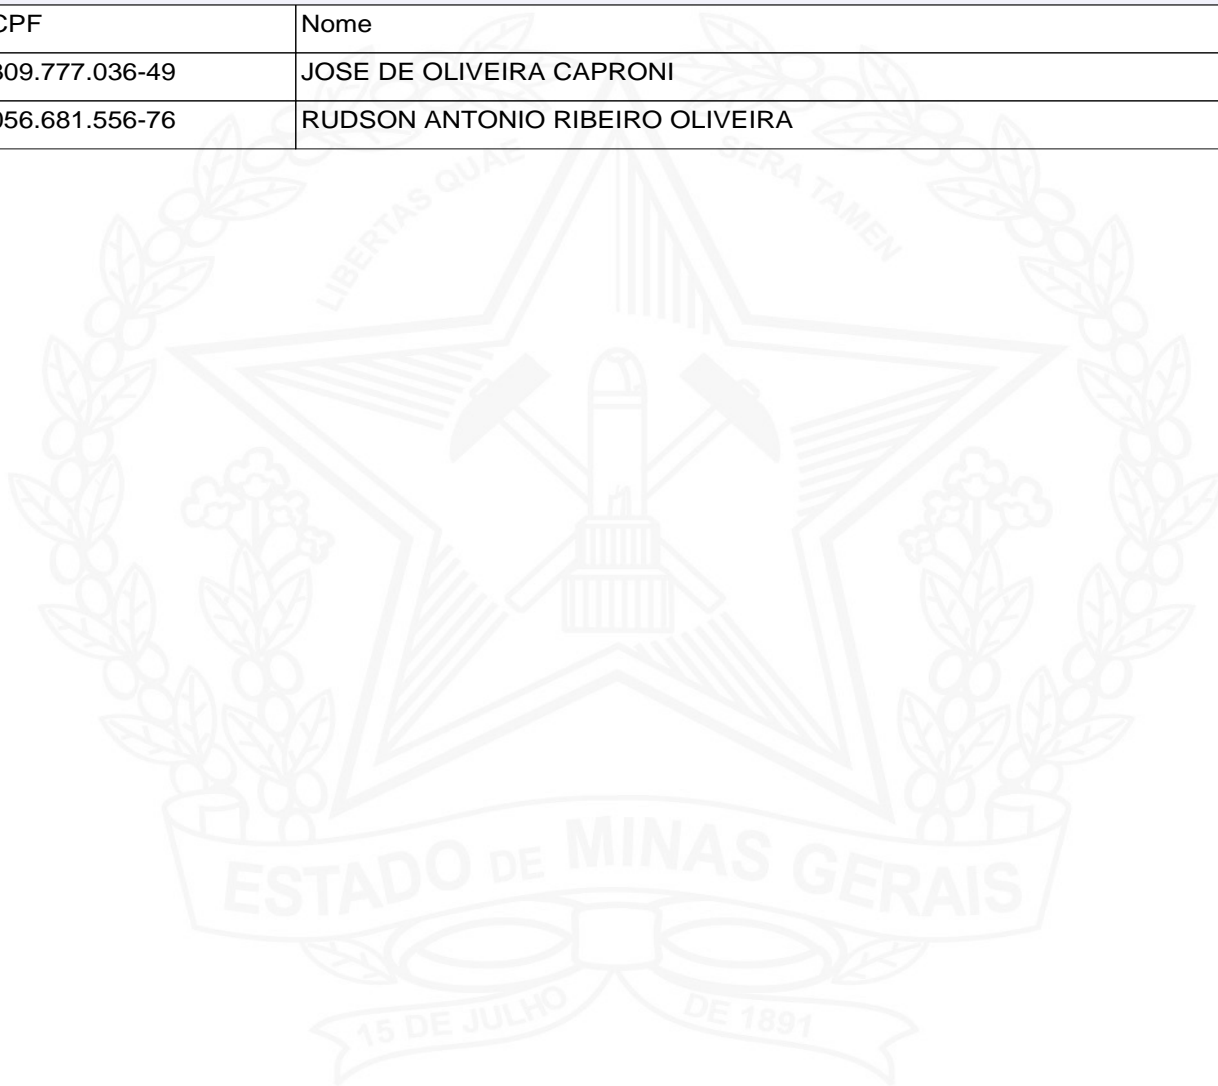 CPF Nome
809.777.036-49 JOSE DE OLIVEIRA CAPRONI
056.681.556-76 RUDSON ANTONIO RIBEIRO OLIVEIRA
LIBERTAS QUAE SERA TAMEN
ESTADO DE MINAS GERAIS
15 DE JULHO DE 1891